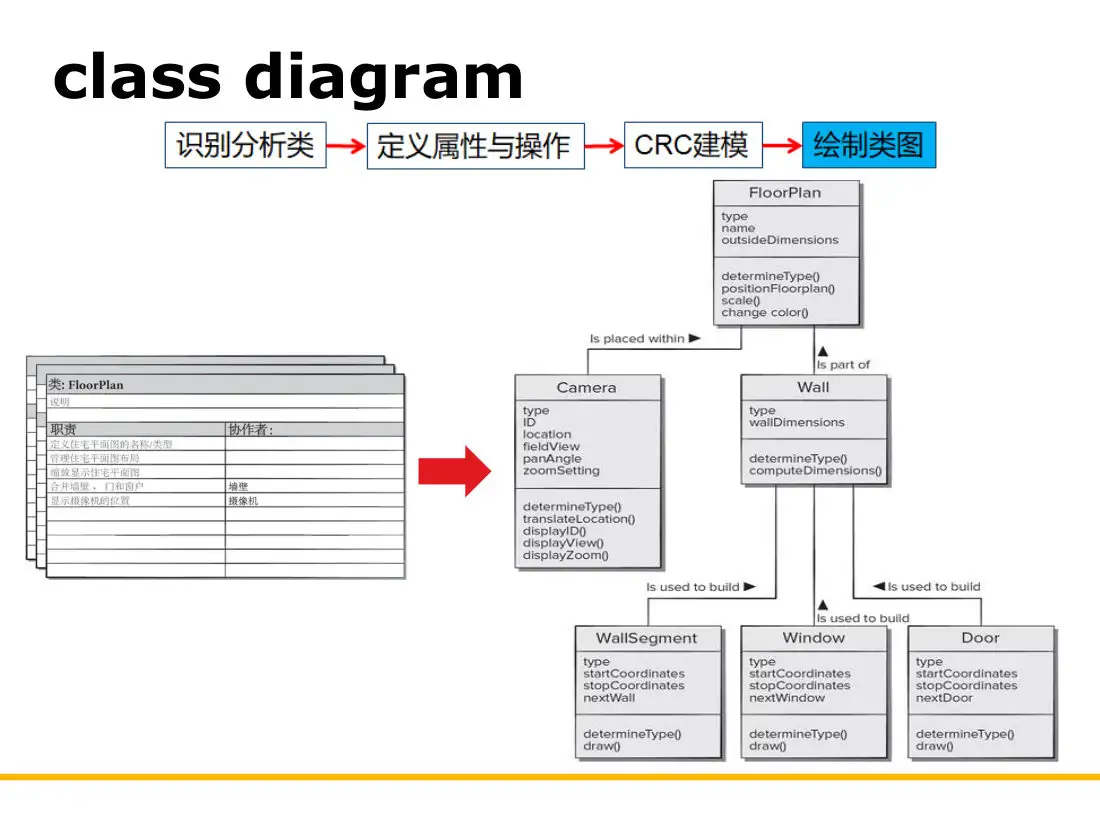 class diagram
识别分析类
定义属性与操作
CRC建模
绘制类图
类: FloorPlan
说明
职责
协作者:
定义住宅平面图的名称/类型
管理住宅平面图布局
缩放显示住宅平面图
合并墙壁、门和窗户
墙壁
显示摄像机的位置
摄像机
FloorPlan
type
name
outsideDimensions
determineType()
positionFloorplan()
scale()
change color()
Is placed within ►
▲
Is part of
Camera
type
ID
location
fieldView
panAngle
zoomSetting
determineType()
translateLocation()
displayID()
displayView()
displayZoom()
Wall
type
wallDimensions
determineType()
computeDimensions()
Is used to build ►
▲
Is used to build
◄ Is used to build
WallSegment
type
startCoordinates
stopCoordinates
nextWall
determineType()
draw()
Window
type
startCoordinates
stopCoordinates
nextWindow
determineType()
draw()
Door
type
startCoordinates
stopCoordinates
nextDoor
determineType()
draw()